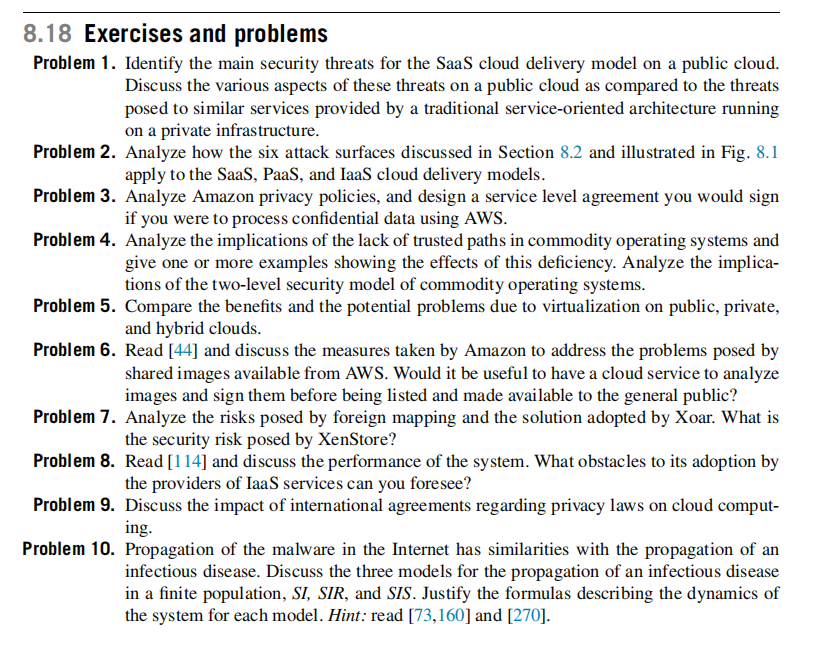 8.18 Exercises and problems
Problem 1. Identify the main security threats for the SaaS cloud delivery model on a public cloud.
Discuss the various aspects of these threats on a public cloud as compared to the threats
posed to similar services provided by a traditional service-oriented architecture running
on a private infrastructure.
Problem 2. Analyze how the six attack surfaces discussed in Section 8.2 and illustrated in Fig. 8.1
apply to the SaaS, PaaS, and IaaS cloud delivery models.
Problem 3. Analyze Amazon privacy policies, and design a service level agreement you would sign
if you were to process confidential data using AWS.
Problem 4. Analyze the implications of the lack of trusted paths in commodity operating systems and
give one or more examples showing the effects of this deficiency. Analyze the implica-
tions of the two-level security model of commodity operating systems.
Problem 5. Compare the benefits and the potential problems due to virtualization on public, private,
and hybrid clouds.
Problem 6. Read [44] and discuss the measures taken by Amazon to address the problems posed by
shared images available from AWS. Would it be useful to have a cloud service to analyze
images and sign them before being listed and made available to the general public?
Problem 7. Analyze the risks posed by foreign mapping and the solution adopted by Xoar. What is
the security risk posed by XenStore?
Problem 8. Read [114] and discuss the performance of the system. What obstacles to its adoption by
the providers of IaaS services can you foresee?
Problem 9. Discuss the impact of international agreements regarding privacy laws on cloud comput-
ing.
Problem 10. Propagation of the malware in the Internet has similarities with the propagation of an
infectious disease. Discuss the three models for the propagation of an infectious disease
in a finite population, SI, SIR, and SIS. Justify the formulas describing the dynamics of
the system for each model. Hint: read [73,160] and [270].